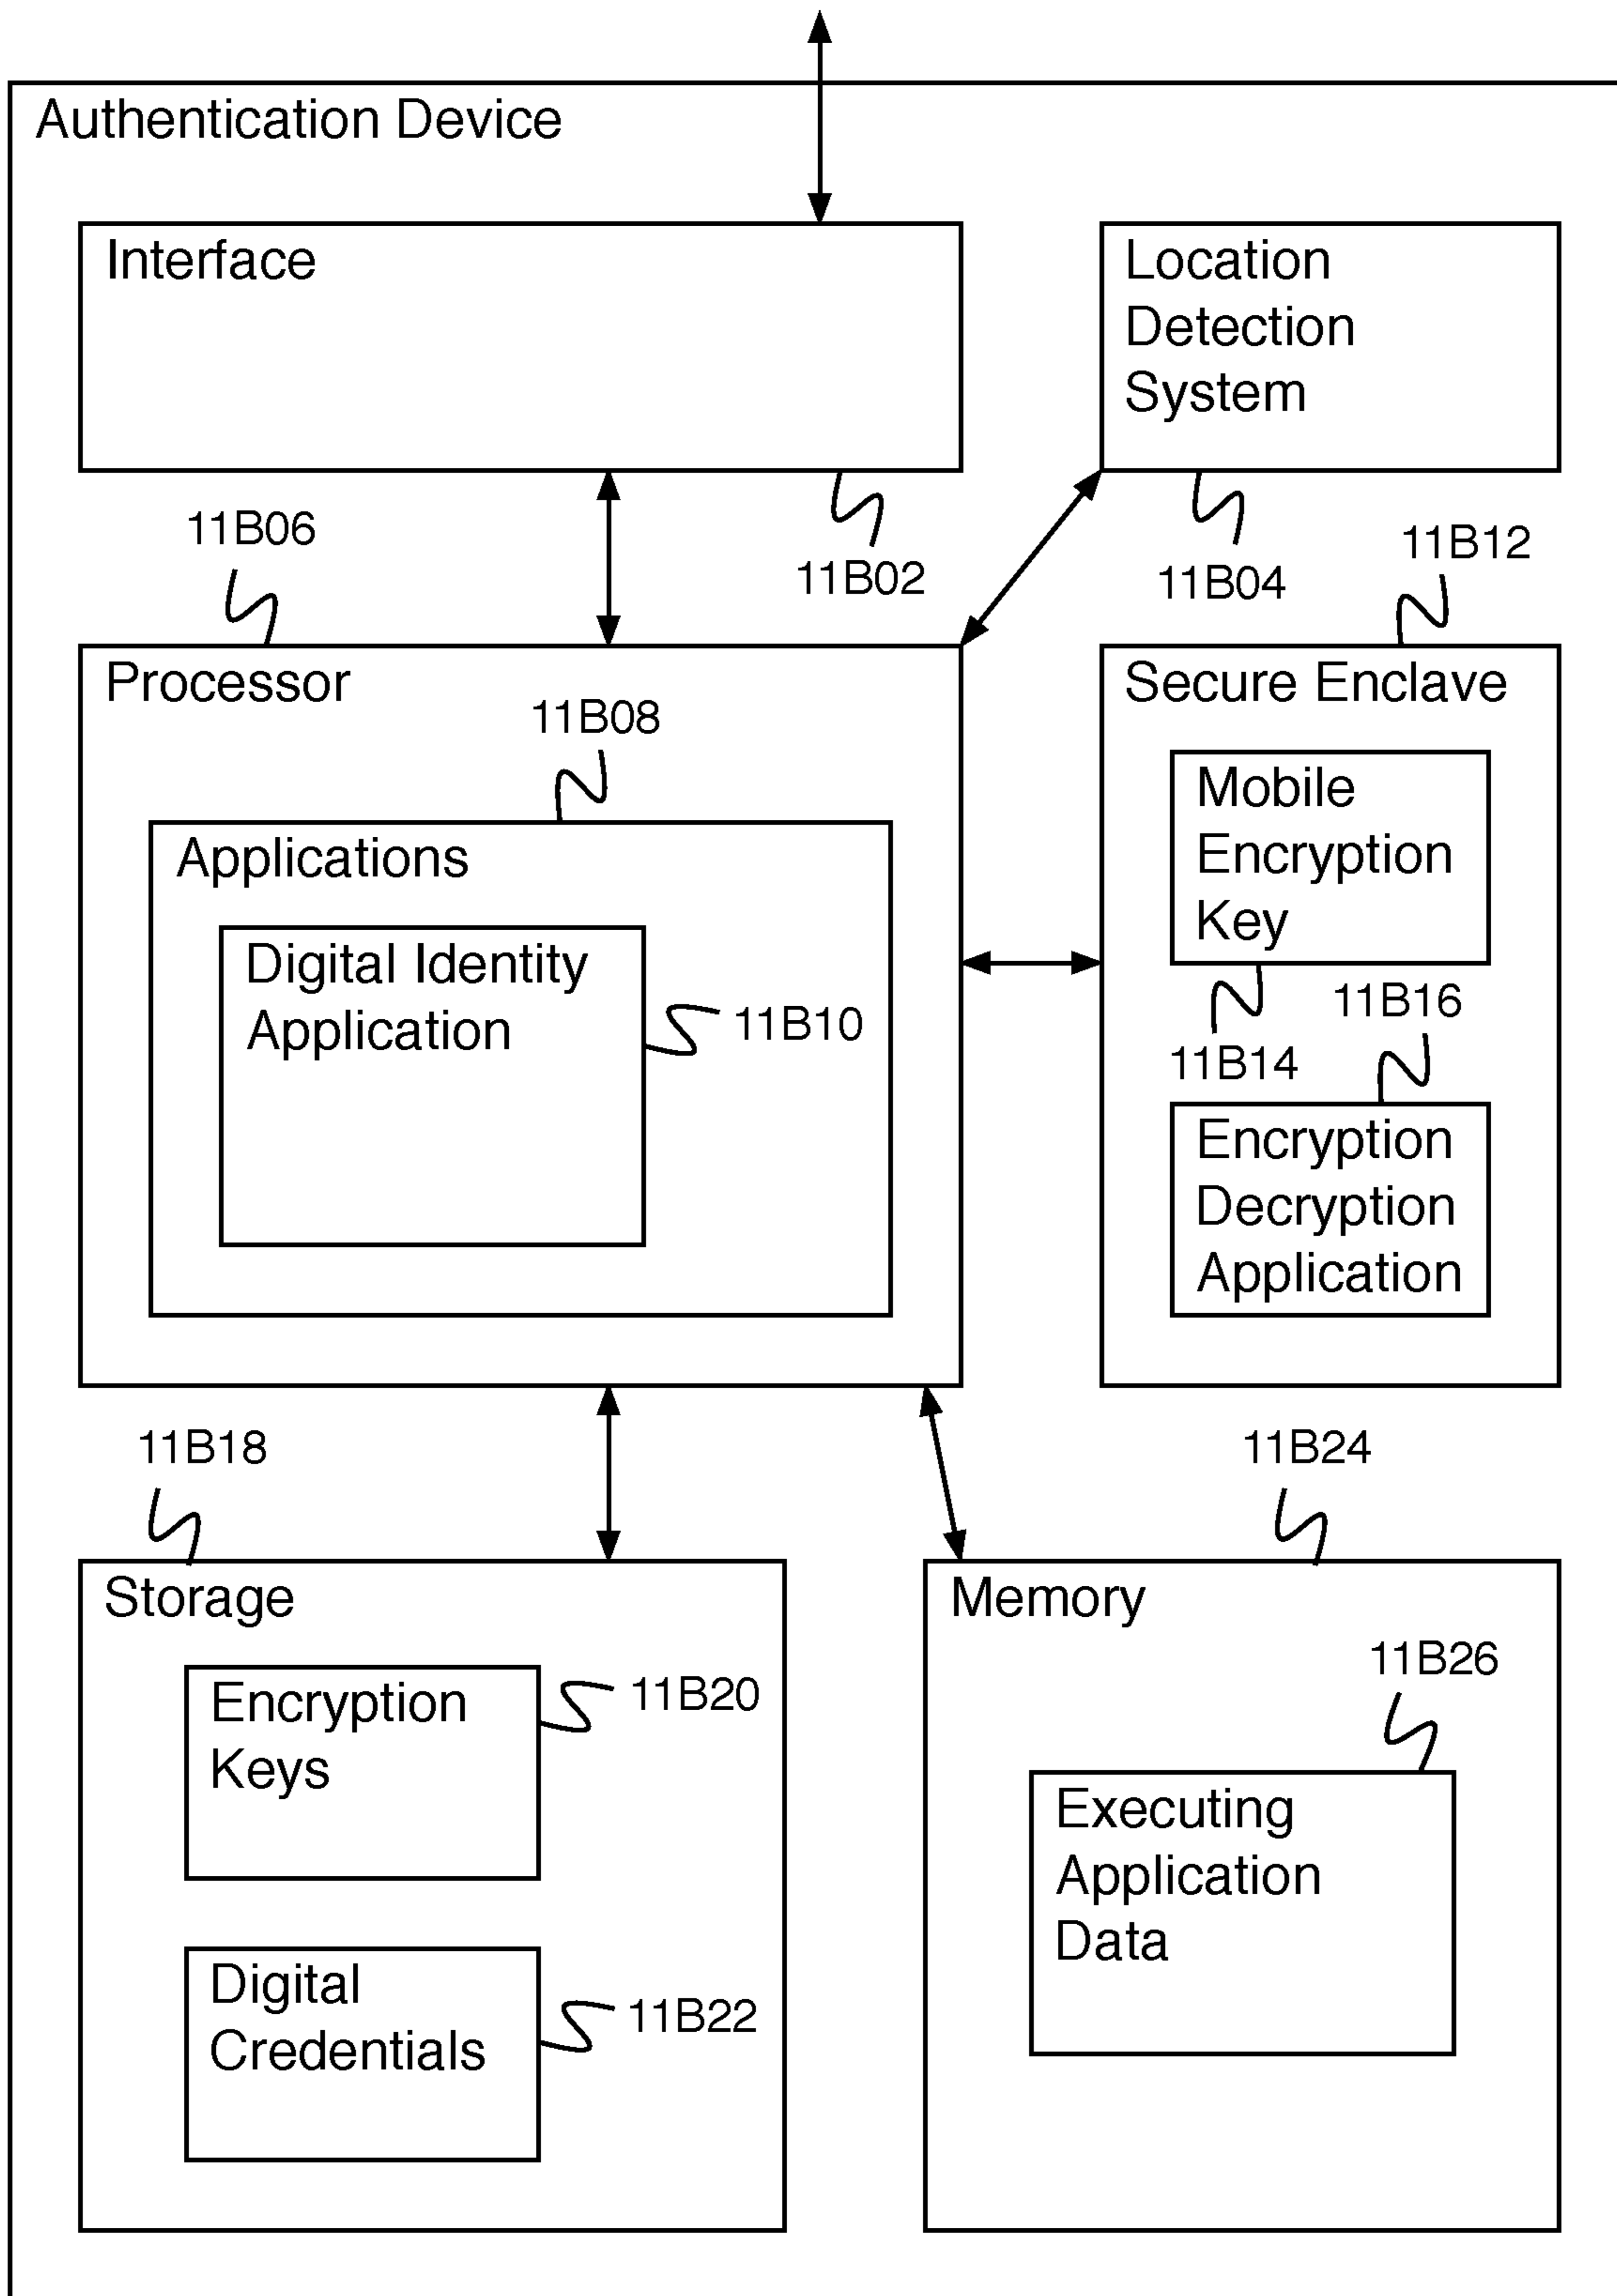 Authentication Device
Interface
Location
Detection
System
11B06
11B02
11B04
11B12
Processor
11B08
Applications
Digital Identity
Application
11B10
Secure Enclave
Mobile
Encryption
Key
11B16
11B14
Encryption
Decryption
Application
11B18
11B24
Storage
Encryption
Keys
11B20
Digital
Credentials
11B22
Memory
11B26
Executing
Application
Data